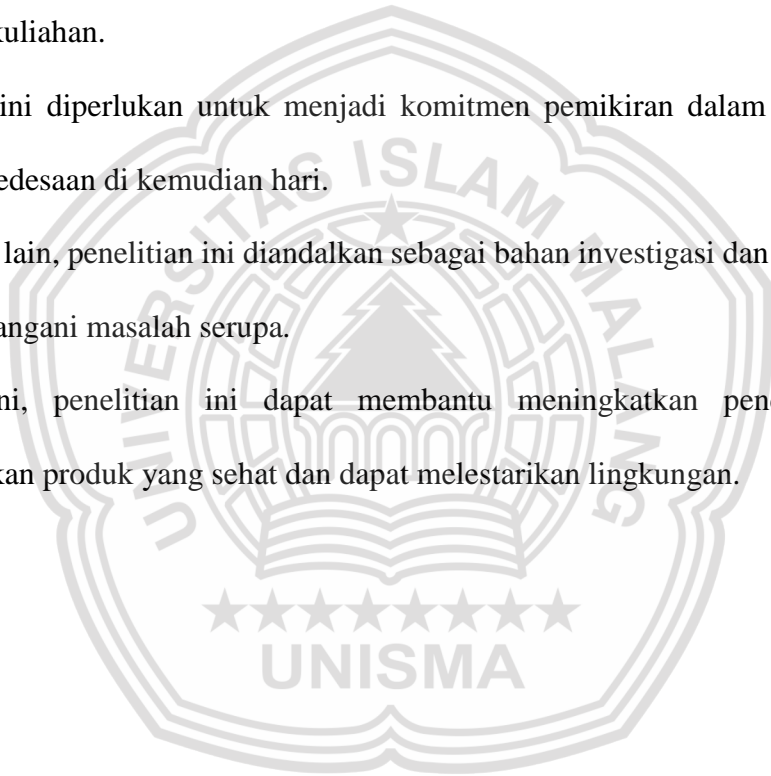 kuliahan.
ini diperlukan untuk menjadi komitmen pemikiran dalam
edesaan di kemudian hari.
lain, penelitian ini diandalkan sebagai bahan investigasi dan
angani masalah serupa.
ni, penelitian ini dapat membantu meningkatkan pen
kan produk yang sehat dan dapat melestarikan lingkungan.
UNIVERSITAS ISLAM MALANG
UNISMA